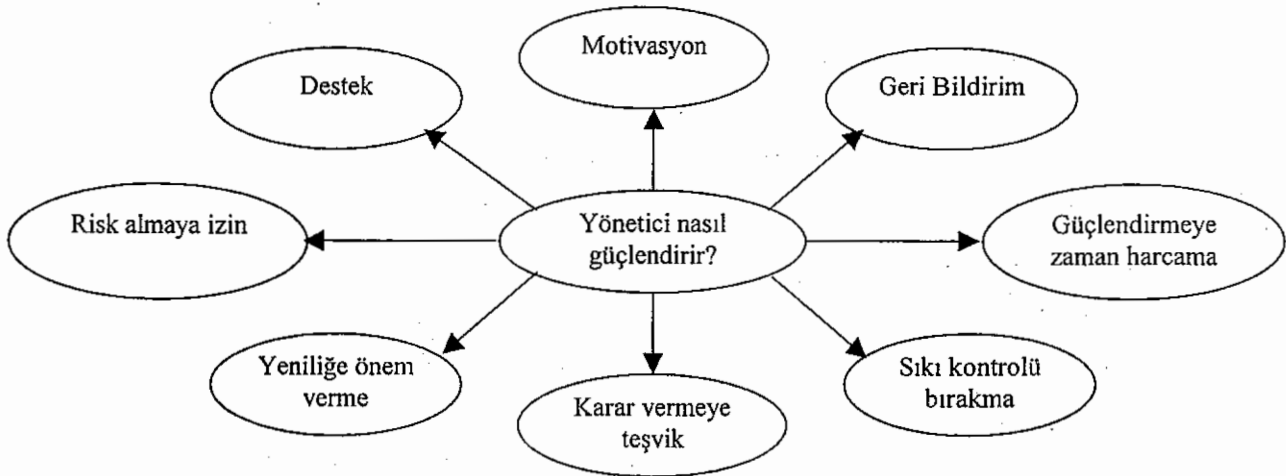 Motivasyon
Destek
Geri Bildirim
Risk almaya izin
Yönetici nasıl
güçlendirir?
Güçlendirmeye
zaman harcama
Yeniliğe önem
verme
Karar vermeye
teşvik
Sıkı kontrolü
bırakma